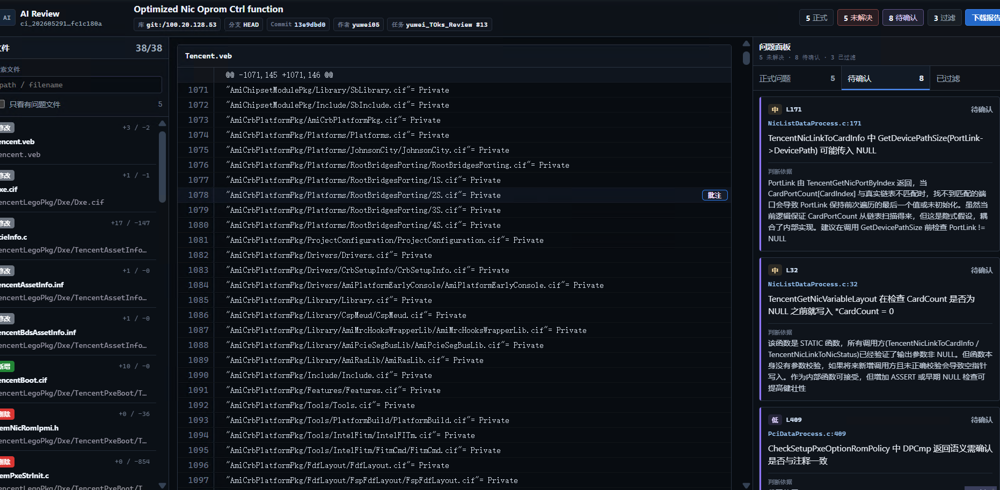 AI
AI Review
ci_202605291…fc1c180a
Optimized Nic Oprom Ctrl function
库 git:/100.20.128.53
分支 HEAD
Commit 13e9dbd0
作者 yuwei05
任务 yuwei_TOks_Review #13
5 正式
5 未解决
8 待确认
3 过滤
下载报告
件
38/38
索文件
path / filename
只看有问题文件
5
修改
+3 / -2
encent.veb
encent.veb
修改
+1 / -1
xe.cif
encentLegoPkg/Dxe/Dxe.cif
修改
+17 / -147
cieInfo.c
encentLegoPkg/Dxe/TencentAssetInfo…
修改
+1 / -0
encentAssetInfo.inf
encentLegoPkg/Dxe/TencentAssetInfo…
修改
+1 / -0
encentBdsAssetInfo.inf
encentLegoPkg/Dxe/TencentAssetInfo…
新增
+10 / -0
encentBoot.cif
encentLegoPkg/Dxe/TencentPxeBoot/T…
删除
+0 / -36
emNicRomIpmi.h
encentLegoPkg/Dxe/TencentPxeBoot/T…
删除
+0 / -854
emPxeStrInit.c
encentLegoPkg/Dxe/TencentPxeBoot/T
Tencent.veb
@@ -1071,145 +1071,146 @@
1071 "AmiChipsetModulePkg/Library/SbLibrary.cif"= Private
1072 "AmiChipsetModulePkg/Include/SbInclude.cif"= Private
1073 "AmiCrbPlatformPkg/AmiCrbPlatformPkg.cif"= Private
1074 "AmiCrbPlatformPkg/Platforms/Platforms.cif"= Private
1075 "AmiCrbPlatformPkg/Platforms/JohnsonCity/JohnsonCity.cif"= Private
1076 "AmiCrbPlatformPkg/Platforms/RootBridgesPorting/RootBridgesPorting.cif"= Private
1077 "AmiCrbPlatformPkg/Platforms/RootBridgesPorting/1S.cif"= Private
1078 "AmiCrbPlatformPkg/Platforms/RootBridgesPorting/2S.cif"= Private
批注
1079 "AmiCrbPlatformPkg/Platforms/RootBridgesPorting/3S.cif"= Private
1080 "AmiCrbPlatformPkg/Platforms/RootBridgesPorting/4S.cif"= Private
1081 "AmiCrbPlatformPkg/ProjectConfiguration/ProjectConfiguration.cif"= Private
1082 "AmiCrbPlatformPkg/Drivers/Drivers.cif"= Private
1083 "AmiCrbPlatformPkg/Drivers/CrbSetupInfo/CrbSetupInfo.cif"= Private
1084 "AmiCrbPlatformPkg/Drivers/AmiPlatformEarlyConsole/AmiPlatformEarlyConsole.cif"= Private
1085 "AmiCrbPlatformPkg/Library/Library.cif"= Private
1086 "AmiCrbPlatformPkg/Library/CspMeud/CspMeud.cif"= Private
1087 "AmiCrbPlatformPkg/Library/AmiMrcHooksWrapperLib/AmiMrcHooksWrapperLib.cif"= Private
1088 "AmiCrbPlatformPkg/Library/AmiPcieSegBusLib/AmiPcieSegBusLib.cif"= Private
1089 "AmiCrbPlatformPkg/Library/AmiRasLib/AmiRasLib.cif"= Private
1090 "AmiCrbPlatformPkg/Include/Include.cif"= Private
1091 "AmiCrbPlatformPkg/Features/Features.cif"= Private
1092 "AmiCrbPlatformPkg/Tools/Tools.cif"= Private
1093 "AmiCrbPlatformPkg/Tools/PlatformBuild/PlatformBuild.cif"= Private
1094 "AmiCrbPlatformPkg/Tools/IntelFitm/IntelFITm.cif"= Private
1095 "AmiCrbPlatformPkg/Tools/IntelFitm/FitmCmd/FitmCmd.cif"= Private
1096 "AmiCrbPlatformPkg/FdfLayout/FdfLayout.cif"= Private
1097 "AmiCrbPlatformPkg/FdfLayout/FspFdfLayout/FspFdfLayout.cif"= Private
问题面板
5 未解决 · 8 待确认 · 3 已过滤
正式问题 5
待确认 8
已过滤
中 L171 待确认
NicListDataProcess.c:171
TencentNicLinkToCardInfo 中 GetDevicePathSize(PortLink-
>DevicePath) 可能传入 NULL
判断依据
PortLink 由 TencentGetNicPortByIndex 返回，当
CardPortCount[CardIndex] 与真实链表不匹配时，找不到匹配的端
口会导致 PortLink 保持前次遍历的最后一个值或未初始化。虽然当
前逻辑保证 CardPortCount 从链表扫描得来，但这是隐式假设，耦
合了内部实现。建议在调用 GetDevicePathSize 前检查 PortLink !=
NULL
中 L32 待确认
NicListDataProcess.c:32
TencentGetNicVariableLayout 在检查 CardCount 是否为
NULL 之前就写入 *CardCount = 0
判断依据
该函数是 STATIC 函数，所有调用方(TencentNicLinkToCardInfo /
TencentNicLinkToNicStatus)已经验证了输出参数非 NULL。但函数本
身没有参数校验，如果将来新增调用方且未正确校验会导致空指针
写入。作为内部函数可接受，但增加 ASSERT 或早期 NULL 检查可
提高健壮性
低 L409 待确认
PciDataProcess.c:409
CheckSetupPxeOptionRomPolicy 中 DPCmp 返回语义需确认
是否与注释一致
判断依据